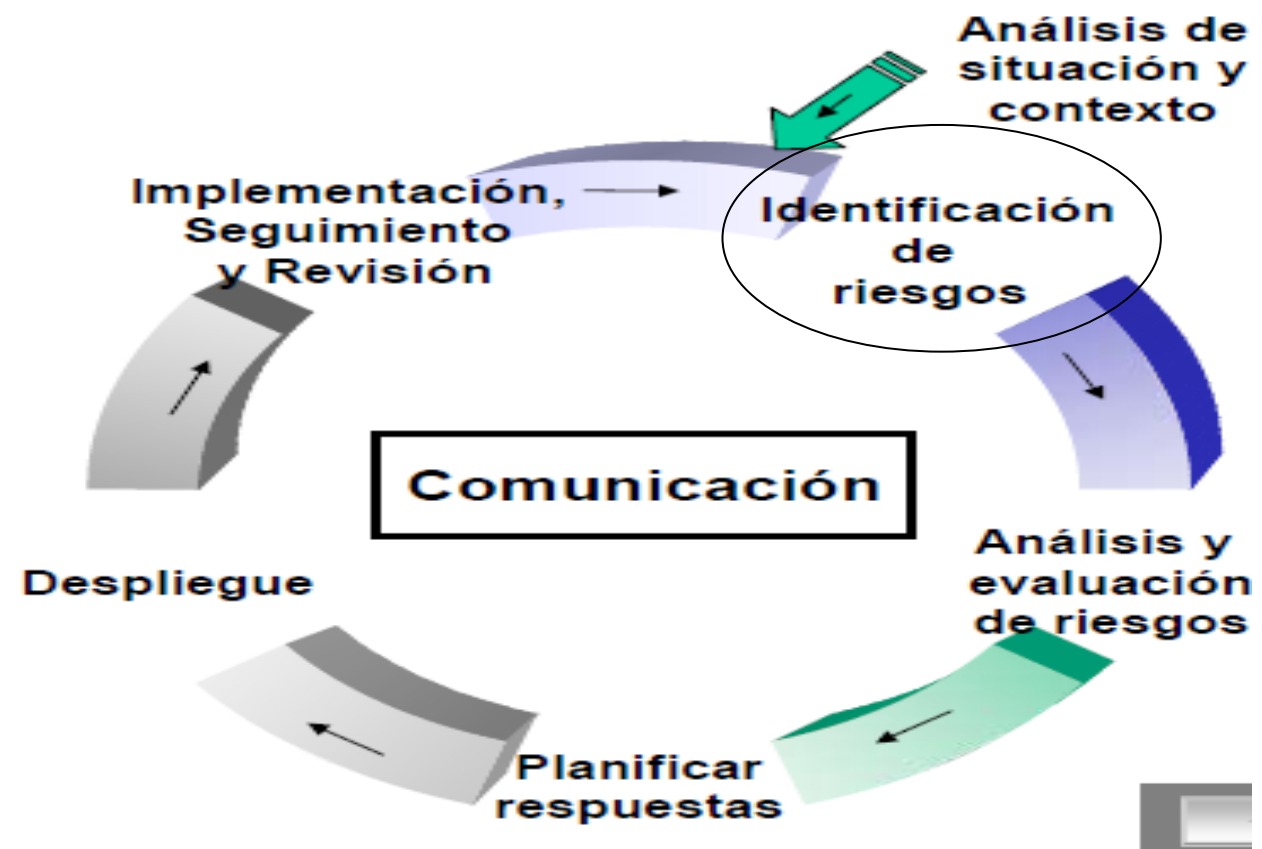 Análisis de
situación y
contexto
Identificación
de
riesgos
Análisis y
evaluación
de riesgos
Planificar
respuestas
Despliegue
Implementación,
Seguimiento
y Revisión
Comunicación